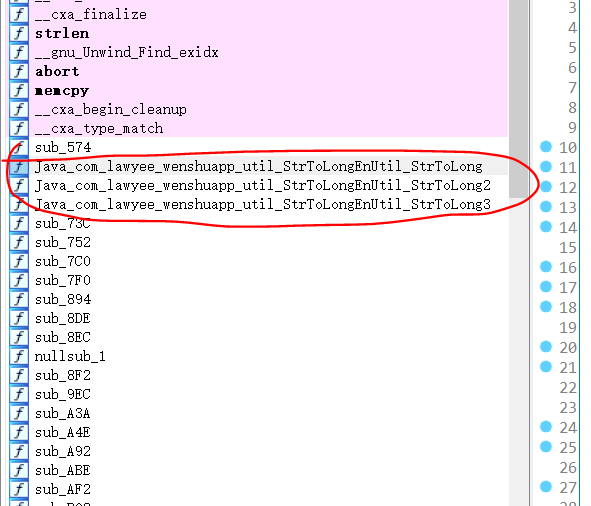 __cxa_finalize
strlen
__gnu_Unwind_Find_exidx
abort
memcpy
__cxa_begin_cleanup
__cxa_type_match
sub_574
Java_com_lawyee_wenshuapp_util_StrToLongEnUtil_StrToLong
Java_com_lawyee_wenshuapp_util_StrToLongEnUtil_StrToLong2
Java_com_lawyee_wenshuapp_util_StrToLongEnUtil_StrToLong3
sub_73C
sub_752
sub_7C0
sub_7F0
sub_894
sub_8DE
sub_8EC
nullsub_1
sub_8F2
sub_9EC
sub_A3A
sub_A4E
sub_A92
sub_ABE
sub_AF2
3
4
5
6
7
8
9
10
11
12
13
14
15
16
17
18
19
20
21
22
23
24
25
26
27
28